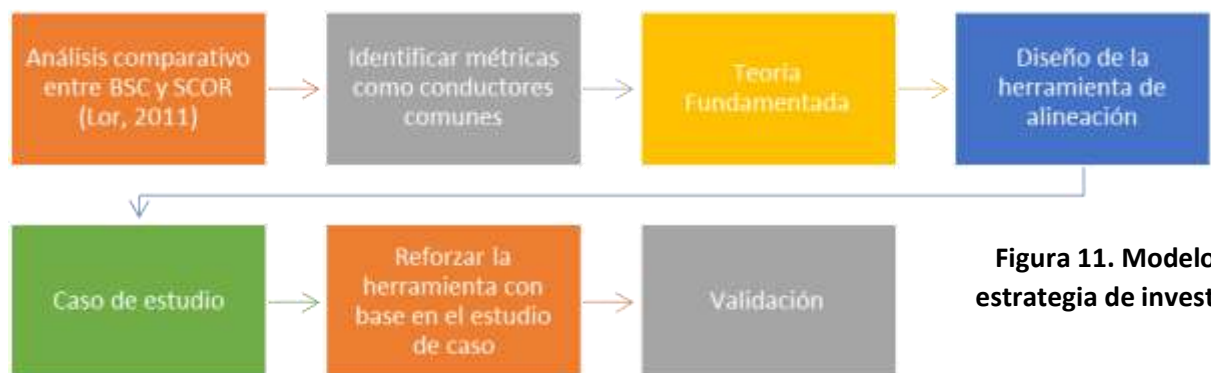 Análisis comparativo
entre BSC y SCOR
(Lor, 2011)
Identificar métricas
como conductores
comunes
Teoría
Fundamentada
Diseño de la
herramienta de
alineación
Caso de estudio
Reforzar la
herramienta con
base en el estudio
de caso
Validación
Figura 11. Modelo
estrategia de invest